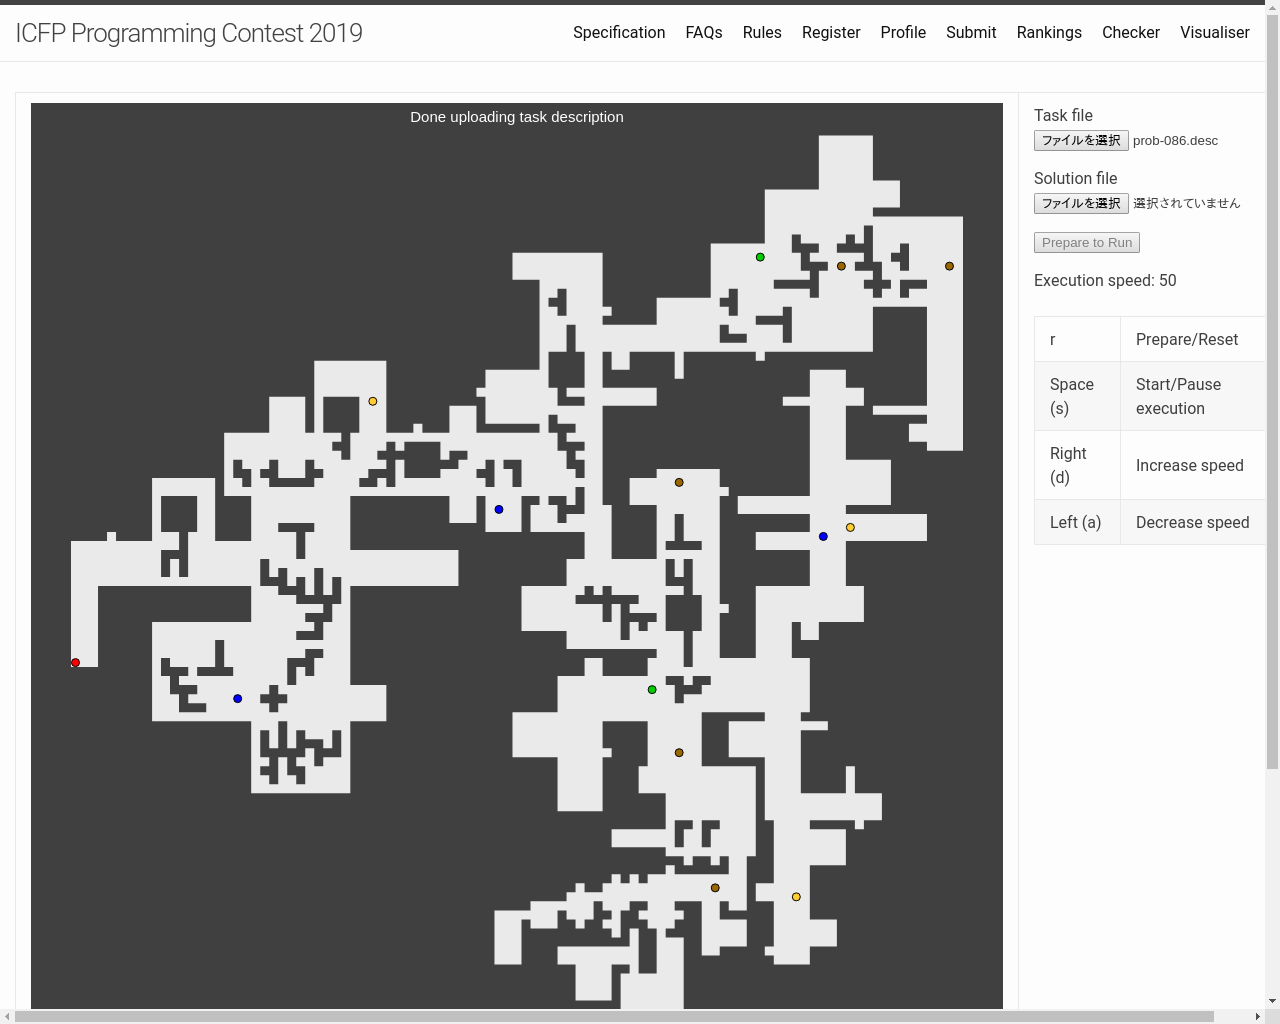 ICFP Programming Contest 2019
Specification FAQs Rules Register Profile Submit Rankings Checker Visualiser
Done uploading task description
Task file
ファイルを選択 prob-086.desc
Solution file
ファイルを選択 選択されていません
Prepare to Run
Execution speed: 50
r Prepare/Reset
Space (s) Start/Pause execution
Right (d) Increase speed
Left (a) Decrease speed